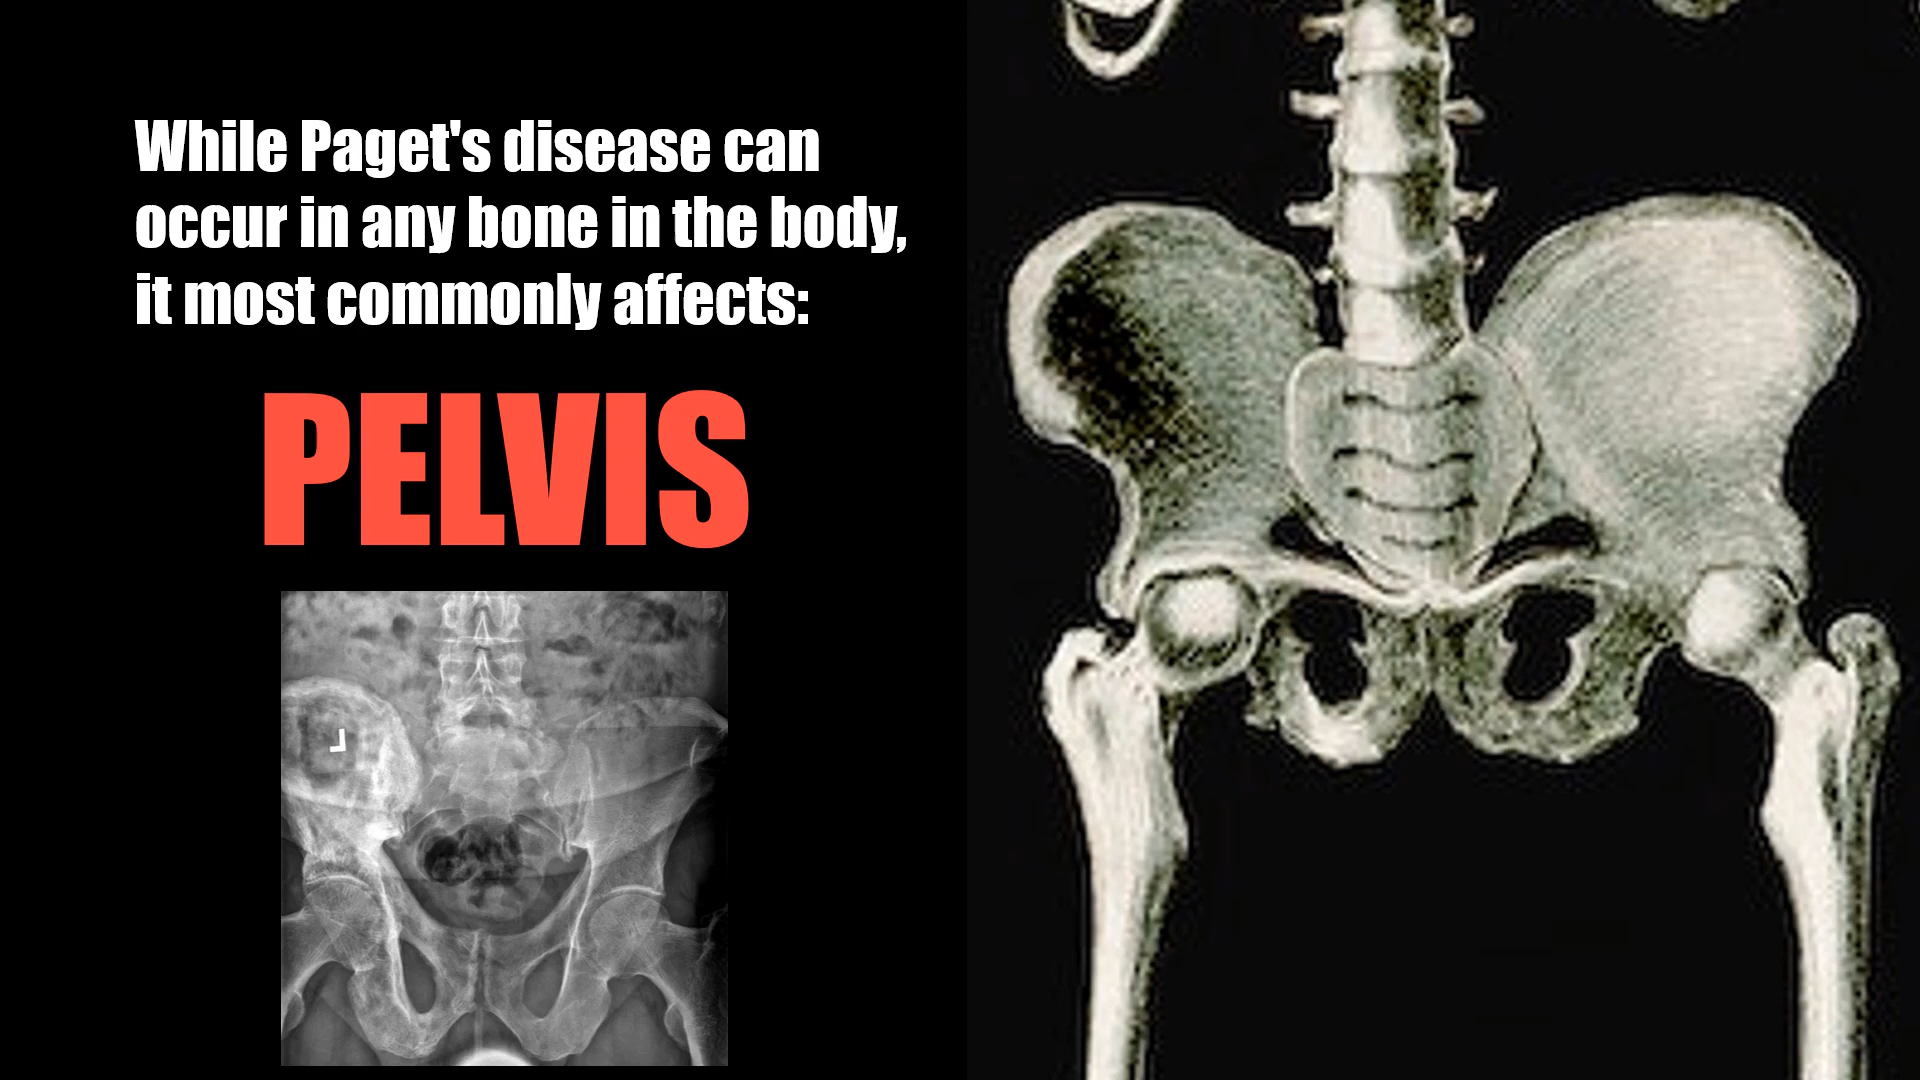 While Paget's disease can
occur in any bone in the body,
it most commonly affects:
PELVIS
L